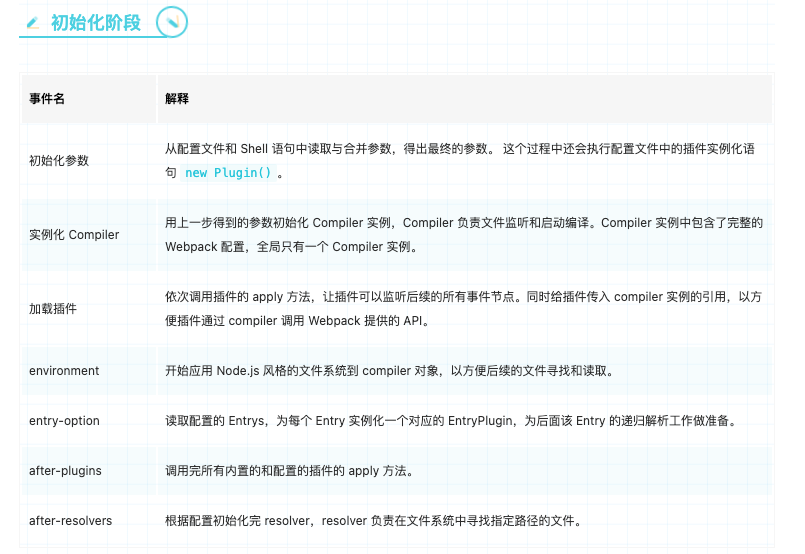 初始化阶段
事件名 解释
初始化参数 从配置文件和 Shell 语句中读取与合并参数，得出最终的参数。 这个过程中还会执行配置文件中的插件实例化语
句 new Plugin() 。
实例化 Compiler 用上一步得到的参数初始化 Compiler 实例，Compiler 负责文件监听和启动编译。Compiler 实例中包含了完整的
Webpack 配置，全局只有一个 Compiler 实例。
加载插件 依次调用插件的 apply 方法，让插件可以监听后续的所有事件节点。同时给插件传入 compiler 实例的引用，以方
便插件通过 compiler 调用 Webpack 提供的 API。
environment 开始应用 Node.js 风格的文件系统到 compiler 对象，以方便后续的文件寻找和读取。
entry-option 读取配置的 Entrys，为每个 Entry 实例化一个对应的 EntryPlugin，为后面该 Entry 的递归解析工作做准备。
after-plugins 调用完所有内置的和配置的插件的 apply 方法。
after-resolvers 根据配置初始化完 resolver，resolver 负责在文件系统中寻找指定路径的文件。